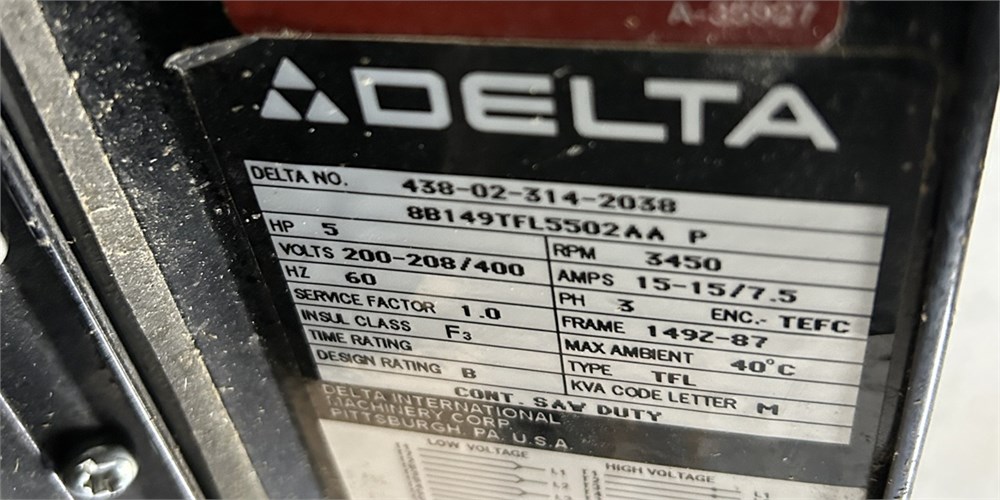 A-35927
DELTA
DELTA NO. 438-02-314-2038
8B149TFL5502AA P
HP 5 RPM 3450
VOLTS 200-208/400 AMPS 15-15/7.5
HZ 60 PH 3 ENC.- TEFC
SERVICE FACTOR 1.0 FRAME 149Z-87
INSUL CLASS F3 MAX AMBIENT 40°C
TIME RATING TYPE TFL
DESIGN RATING B KVA CODE LETTER M
CONT. SAW DUTY
DELTA INTERNATIONAL
MACHINERY CORP.
PITTSBURGH, PA. U.S.A.
LOW VOLTAGE HIGH VOLTAGE
L1 L1
L2